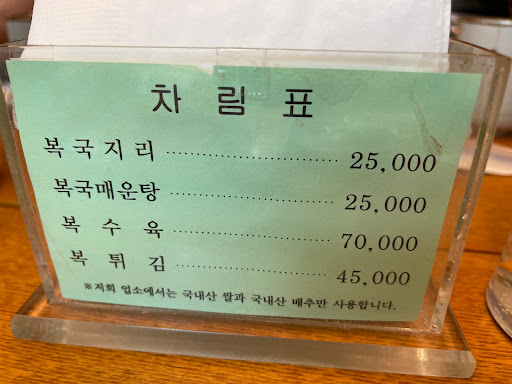 차 림 표
복국지리 ........................ 25,000
복국매운탕 ........................ 25,000
복 수 육 ........................ 70,000
복 튀 김 ........................ 45,000
※저희 업소에서는 국내산 쌀과 국내산 배추만 사용합니다.